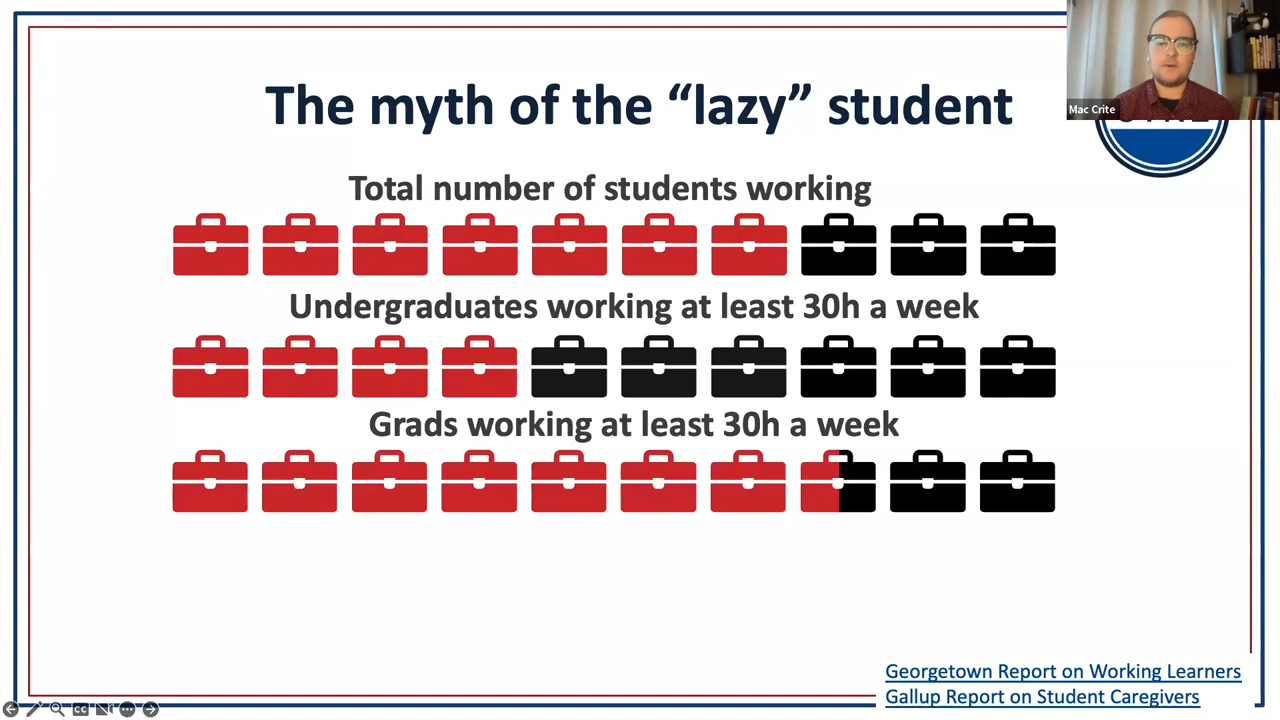 Mac Crite
The myth of the “lazy” student
Total number of students working
Undergraduates working at least 30h a week
Grads working at least 30h a week
Georgetown Report on Working Learners
Gallup Report on Student Caregivers
CC